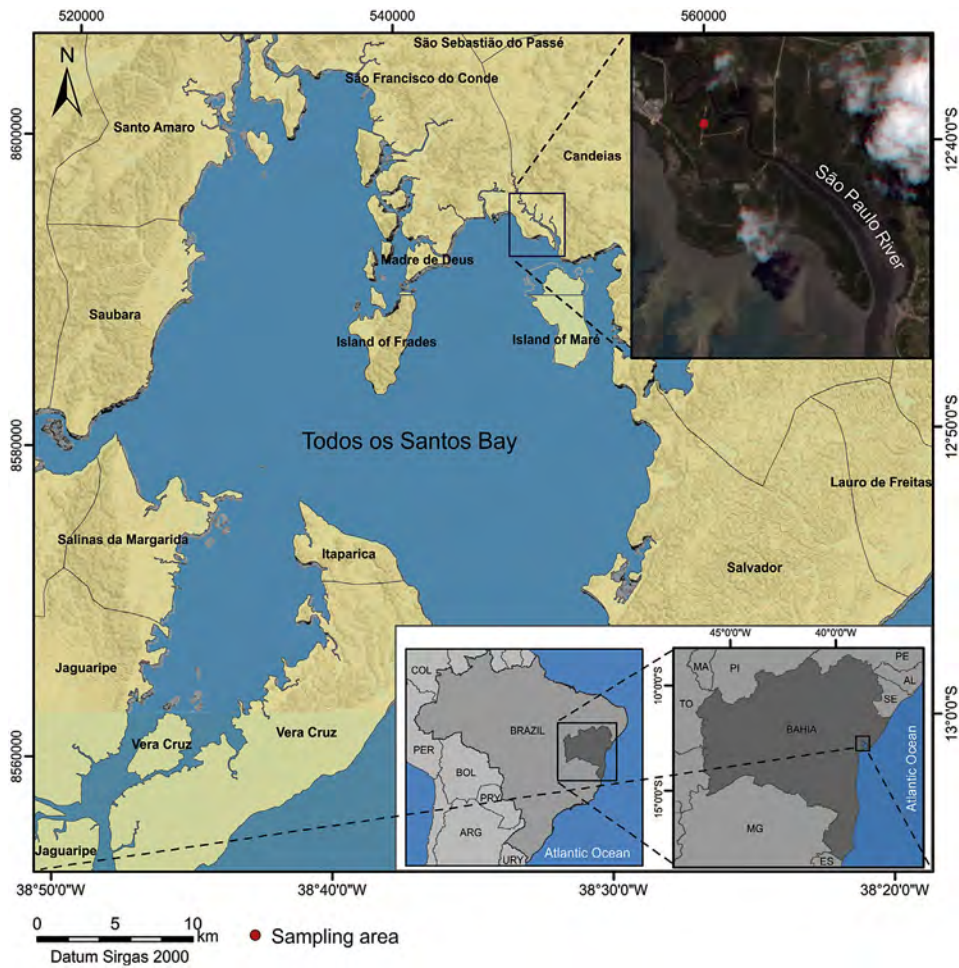 520000
540000
560000
N
São Sebastião do Passé
São Francisco do Conde
Santo Amaro
8600000
Candeias
12°40'0"S
São Paulo River
Madre de Deus
Saubara
Island of Frades
Island of Maré
Todos os Santos Bay
12°50'0"S
8580000
Lauro de Freitas
Salinas da Margarida
Itaparica
Salvador
Jaguaripe
Vera Cruz
Vera Cruz
13°0'0"S
8560000
Jaguaripe
COL
BRAZIL
PER
BOL
PRY
ARG
URY
Atlantic Ocean
45°0'0"W
40°0'0"W
MA
PI
PE
AL
SE
TO
10°0'0"S
BAHIA
15°0'0"S
MG
ES
Atlantic Ocean
38°50'0"W
38°40'0"W
38°30'0"W
38°20'0"W
0 5 10
km
Datum Sirgas 2000
Sampling area